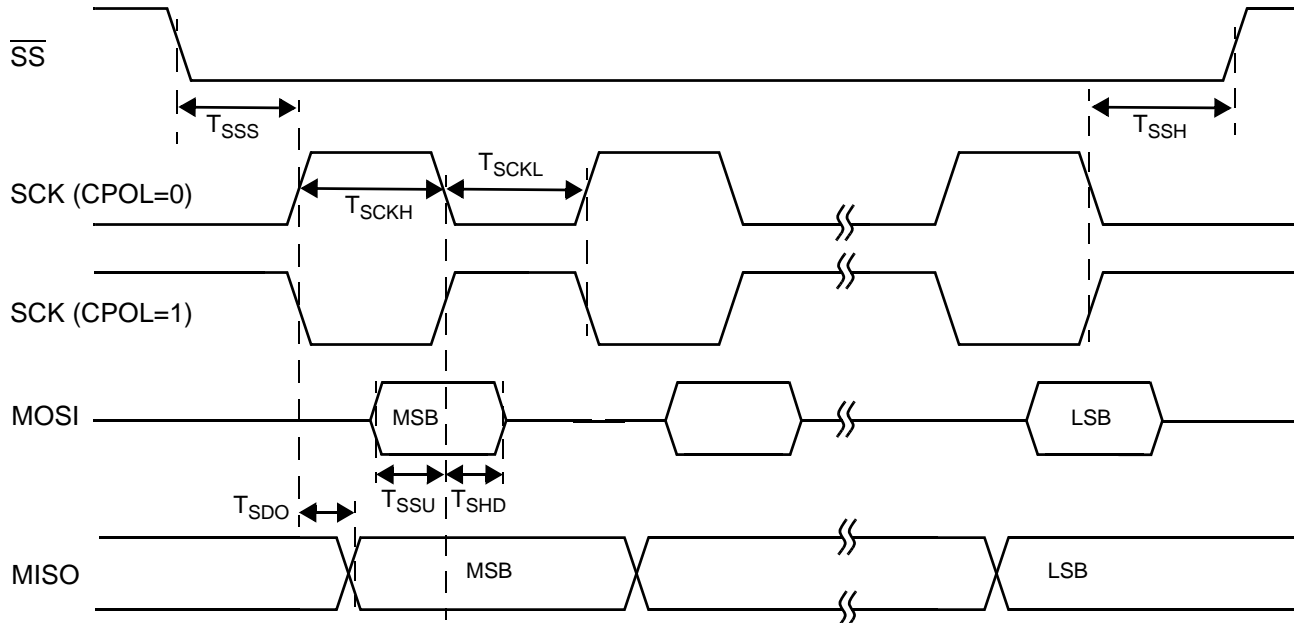 SS
TSSS
TSSH
SCK (CPOL=0)
TSCKH
TSCKL
SCK (CPOL=1)
MOSI
MSB
LSB
TSSU
TSHD
TSDO
MISO
MSB
LSB